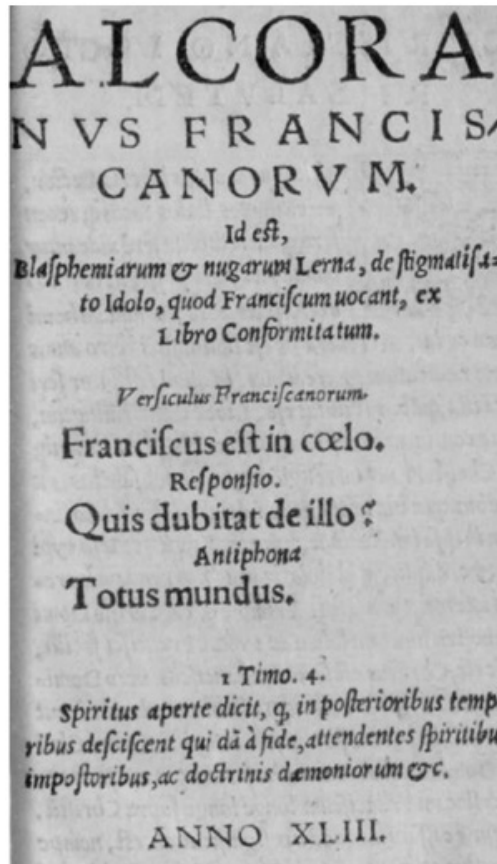 ALCORA
NVS FRANCIS/
CANORVM.
Id eſt,
Blaſphemiarum & nugarum Lerna, de ſtigmatiſa⸗
to Idolo, quod Franciſcum uocant, ex
Libro Conformitatum.
Verſiculus Franciſcanorum.
Franciſcus eſt in cœlo.
Reſponſio.
Quis dubitat de illo?
Antiphona
Totus mundus.
1 Timo. 4.
Spiritus aperte dicit, ꝙ in poſterioribus temp
ribus deſciſcent qui dã à fide, attendentes ſpiritibu
impoſtoribus, ac doctrinis dæmoniorum &c.
ANNO XLIII.